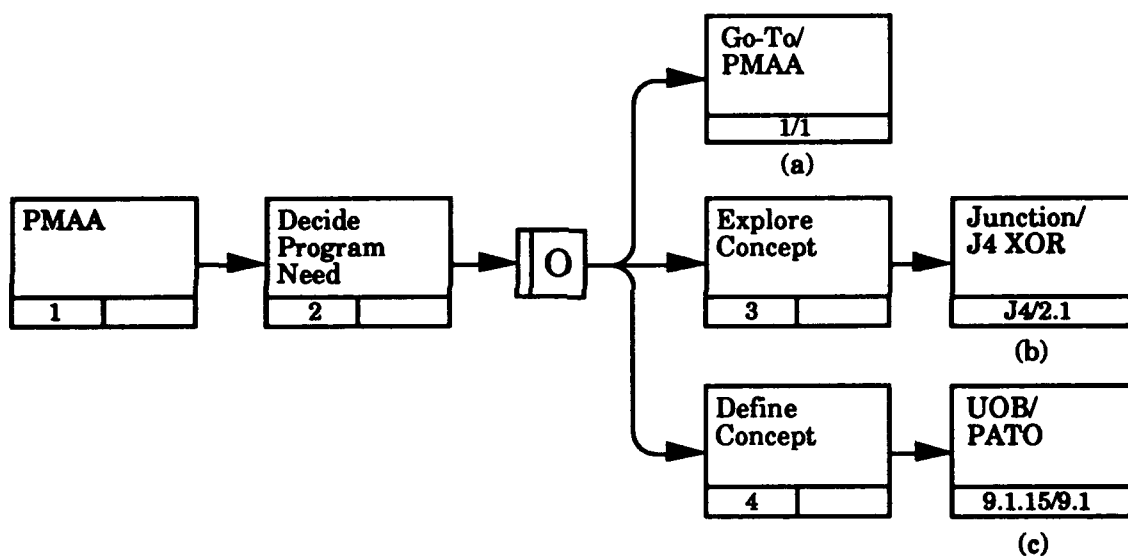 Go-To/
PMAA
1/1
(a)
PMAA
1
Decide
Program
Need
2
O
Explore
Concept
3
Junction/
J4 XOR
J4/2.1
(b)
Define
Concept
4
UOB/
PATO
9.1.15/9.1
(c)